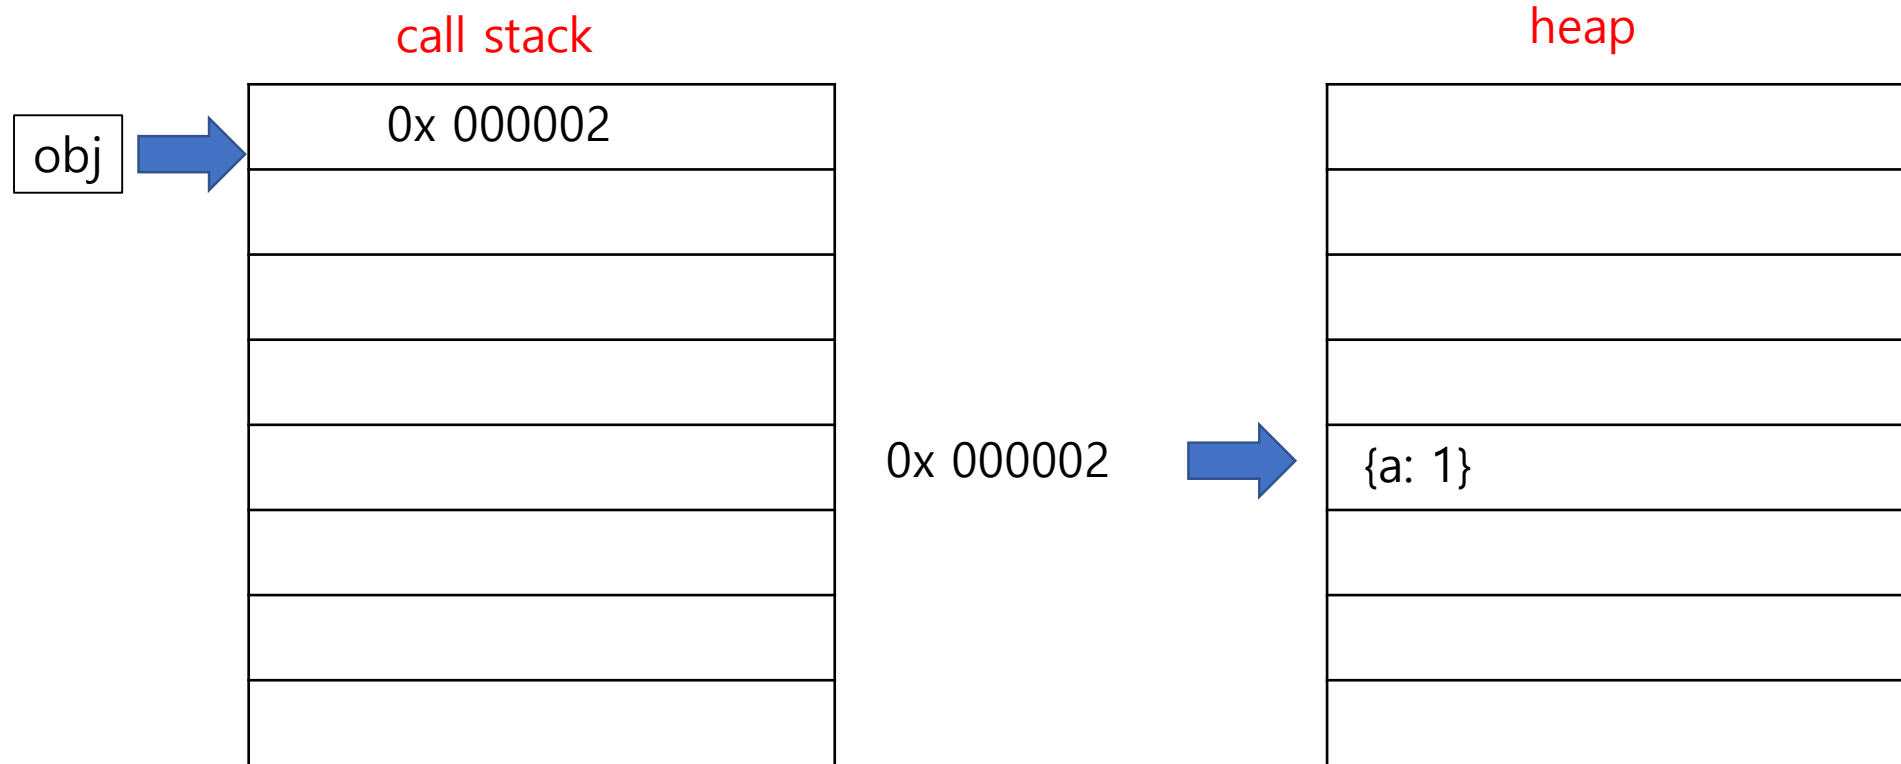 call stack
heap
obj
0x 000002
0x 000002
{a: 1}